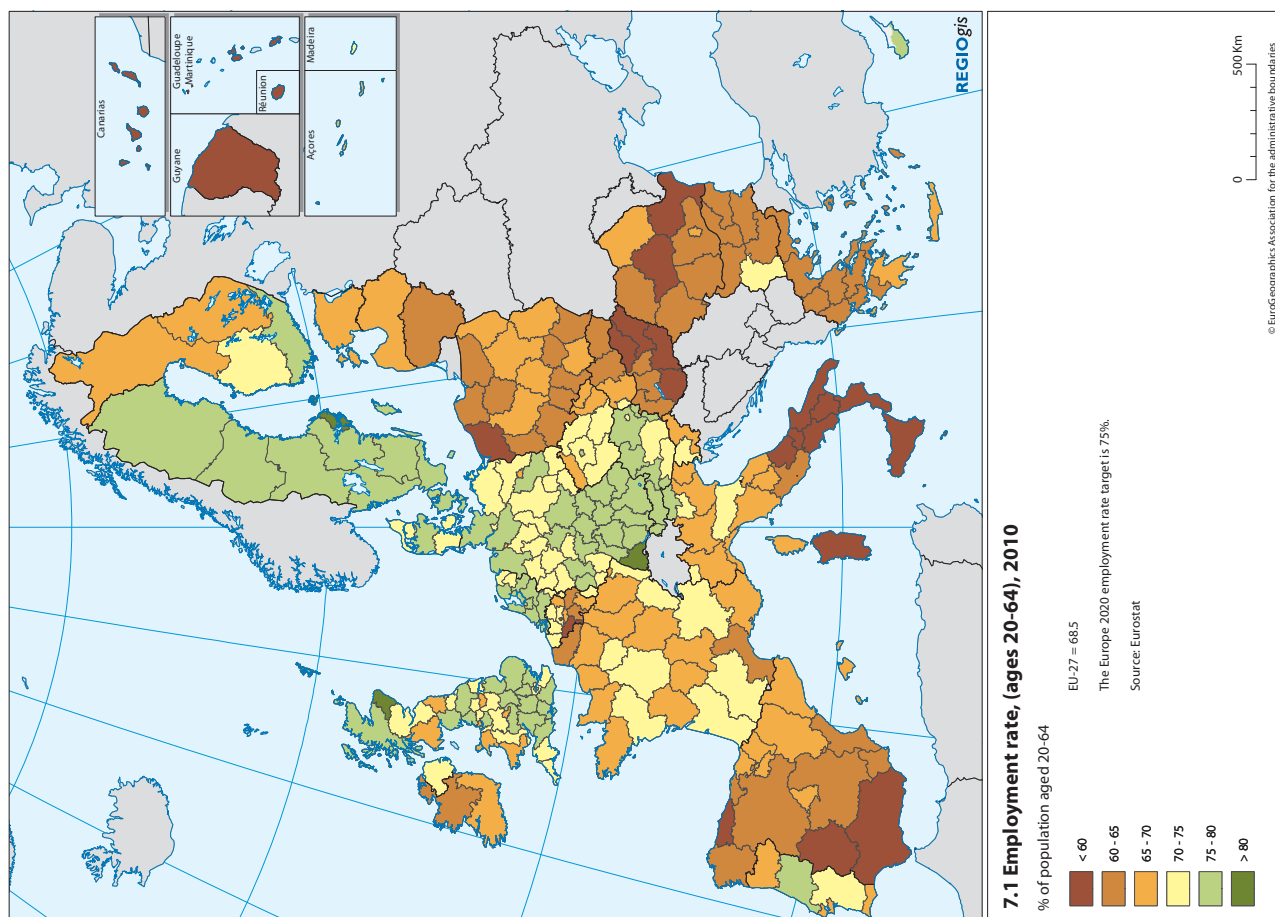 Canarias
Guyane
Guadeloupe
Martinique
Réunion
Açores
Madeira
REGIOgis
7.1 Employment rate, (ages 20-64), 2010
% of population aged 20-64
< 60
60 - 65
65 - 70
70 - 75
75 - 80
> 80
EU-27 = 68.5
The Europe 2020 employment rate target is 75%.
Source: Eurostat
0
500 Km
© EuroGeographics Association for the administrative boundaries